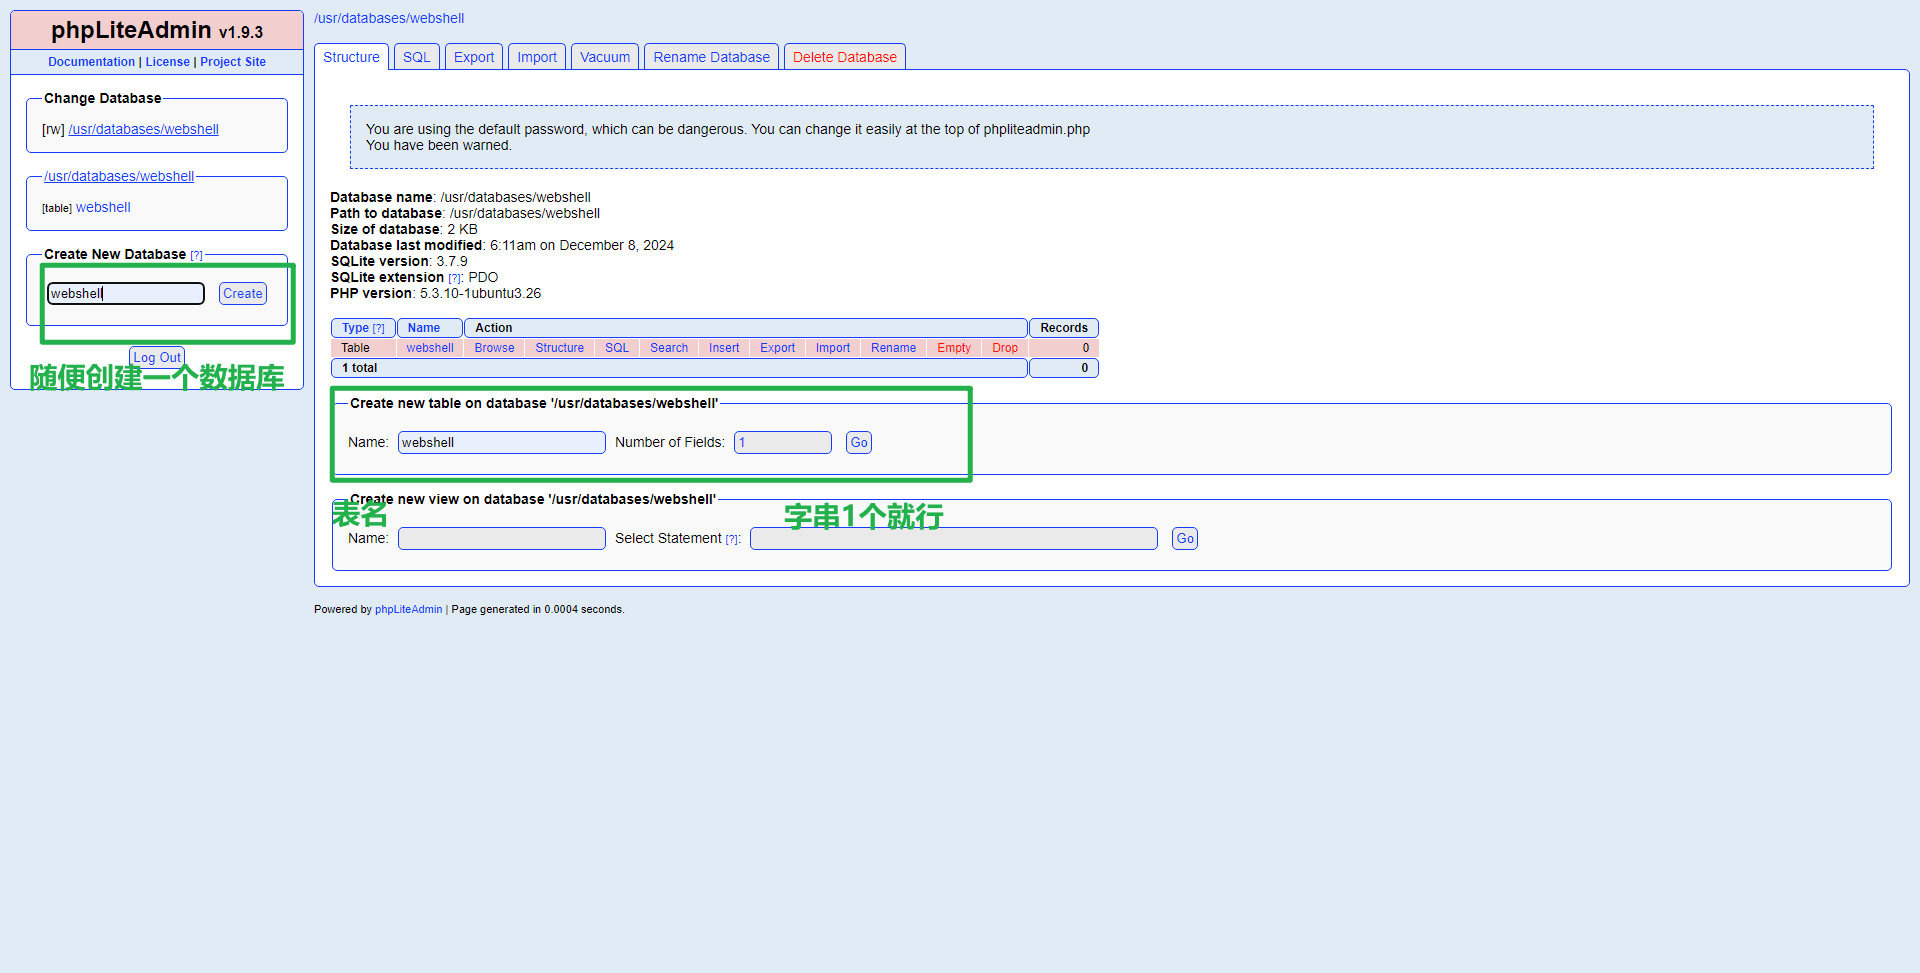 phpLiteAdmin v1.9.3
Documentation | License | Project Site
Change Database
[rw] /usr/databases/webshell
/usr/databases/webshell
[table] webshell
Create New Database [?]
webshell Create
Log Out
随便创建一个数据库
/usr/databases/webshell
Structure SQL Export Import Vacuum Rename Database Delete Database
You are using the default password, which can be dangerous. You can change it easily at the top of phpliteadmin.php
You have been warned.
Database name: /usr/databases/webshell
Path to database: /usr/databases/webshell
Size of database: 2 KB
Database last modified: 6:11am on December 8, 2024
SQLite version: 3.7.9
SQLite extension [?]: PDO
PHP version: 5.3.10-1ubuntu3.26
Type [?] Name Action Records
Table webshell Browse Structure SQL Search Insert Export Import Rename Empty Drop 0
1 total 0
Create new table on database '/usr/databases/webshell'
Name: webshell Number of Fields: 1 Go
Create new view on database '/usr/databases/webshell'
表名 字串1个就行
Name: Select Statement [?]: Go
Powered by phpLiteAdmin | Page generated in 0.0004 seconds.